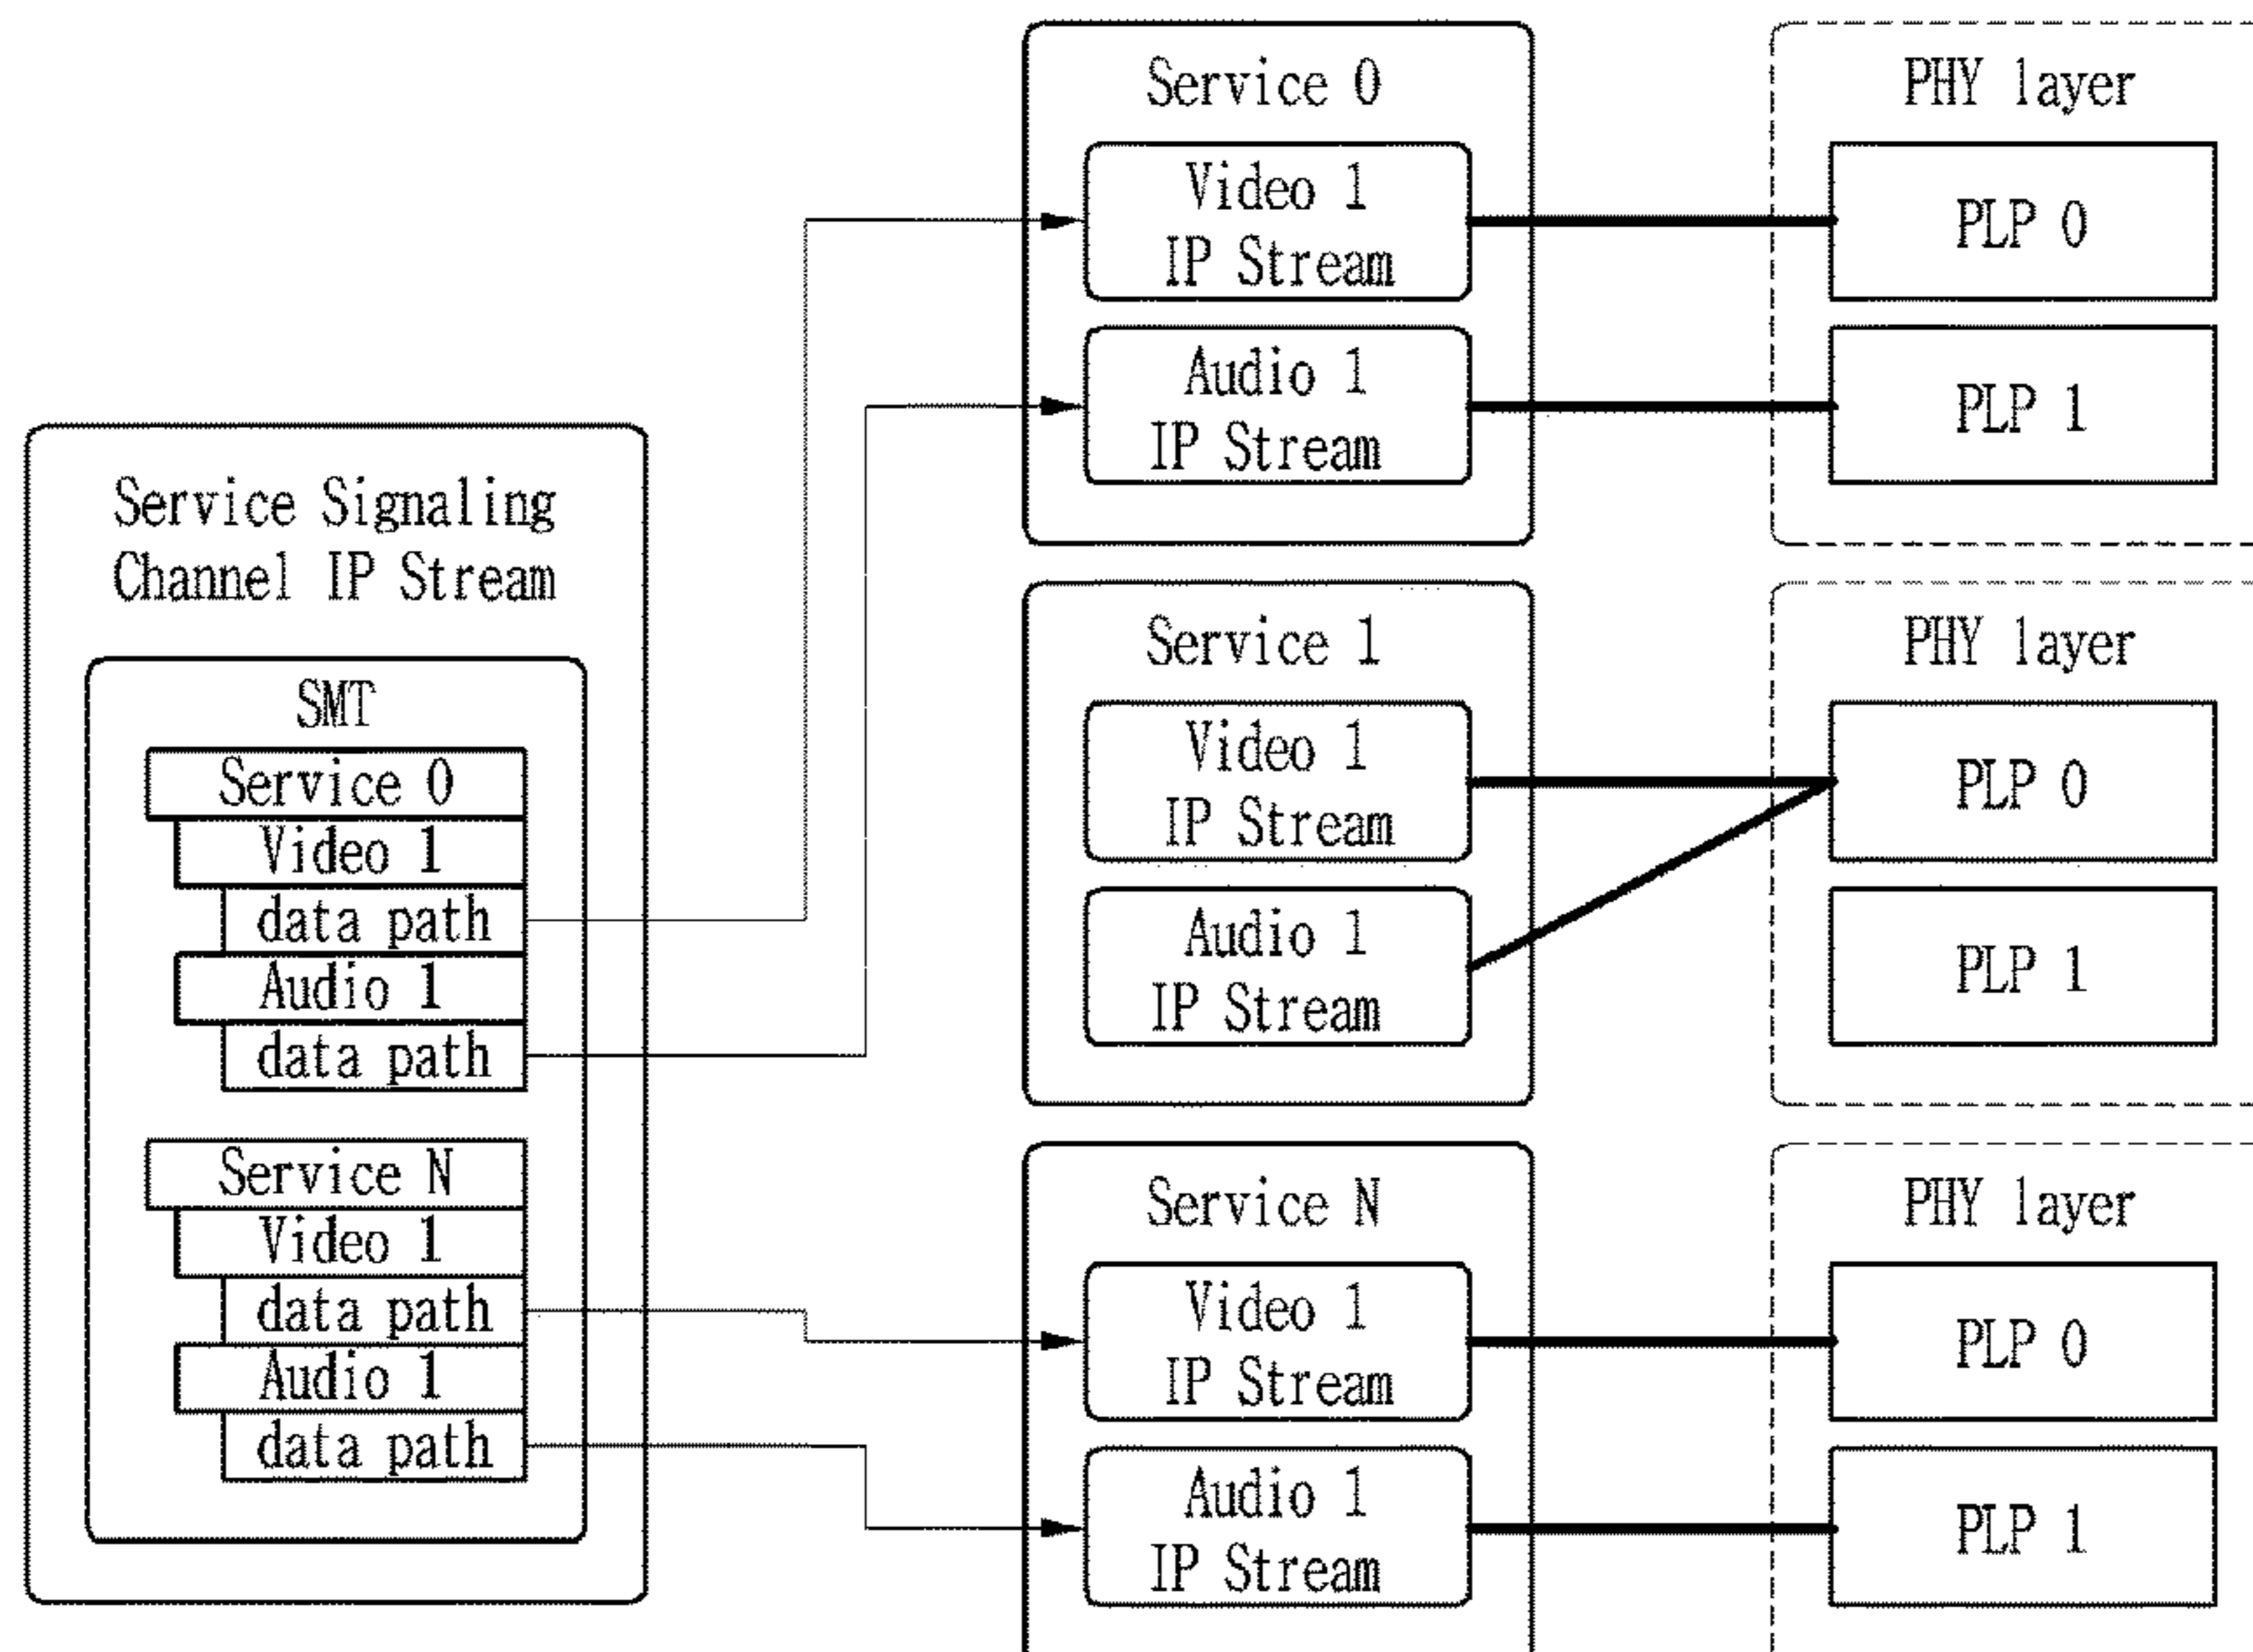 Service Signaling
Channel IP Stream
SMT
Service 0
Video 1
data path
Audio 1
data path
Service N
Video 1
data path
Audio 1
data path
Service 0
Video 1
IP Stream
Audio 1
IP Stream
PHY layer
PLP 0
PLP 1
Service 1
Video 1
IP Stream
Audio 1
IP Stream
PHY layer
PLP 0
PLP 1
Service N
Video 1
IP Stream
Audio 1
IP Stream
PHY layer
PLP 0
PLP 1